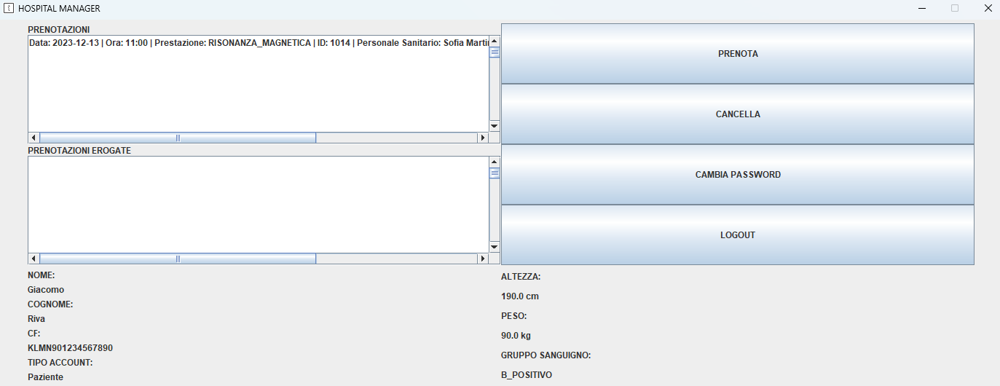 HOSPITAL MANAGER
PRENOTAZIONI
Data: 2023-12-13 | Ora: 11:00 | Prestazione: RISONANZA_MAGNETICA | ID: 1014 | Personale Sanitario: Sofia Martin
PRENOTAZIONI EROGATE
NOME:
Giacomo
COGNOME:
Riva
CF:
KLMN901234567890
TIPO ACCOUNT:
Paziente
PRENOTA
CANCELLA
CAMBIA PASSWORD
LOGOUT
ALTEZZA:
190.0 cm
PESO:
90.0 kg
GRUPPO SANGUIGNO:
B_POSITIVO